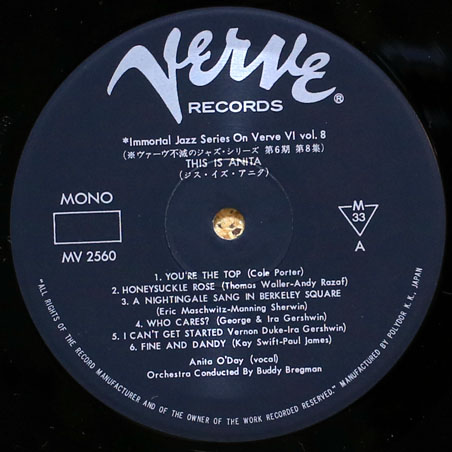 Verve
RECORDS ®
*Immortal Jazz Series On Verve VI vol. 8
(※ヴァーヴ不滅のジャズ・シリーズ 第6期 第8集)
THIS IS ANITA
(ジス・イズ・アニタ)
MONO
MV 2560
M
33
A
1. YOU'RE THE TOP (Cole Porter)
2. HONEYSUCKLE ROSE (Thomas Waller-Andy Razaf)
3. A NIGHTINGALE SANG IN BERKELEY SQUARE
(Eric Maschwitz-Manning Sherwin)
4. WHO CARES? (George & Ira Gershwin)
5. I CAN'T GET STARTED Vernon Duke-Ira Gershwin)
6. FINE AND DANDY (Kay Swift-Paul James)
Anita O'Day (vocal)
Orchestra Conducted By Buddy Bregman
"ALL RIGHTS OF THE RECORD MANUFACTURER AND OF THE OWNER OF THE WORK RECORDED RESERVED." MANUFACTURED BY POLYDOR K. K., JAPAN